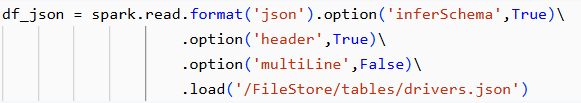 df_json = spark.read.format('json').option('inferSchema',True)\
.option('header',True)\
.option('multiLine',False)\
.load('/FileStore/tables/drivers.json')